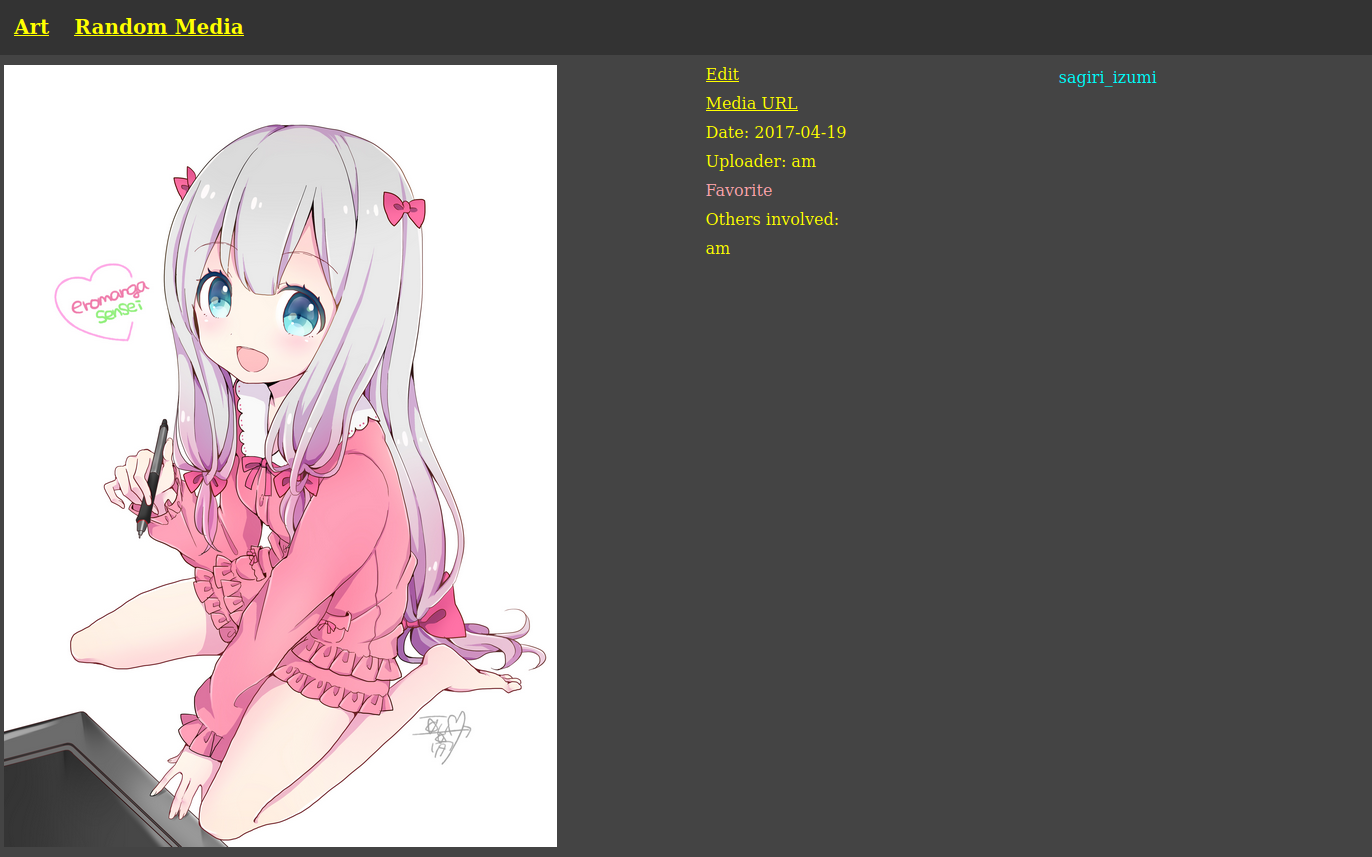 Art Random Media
Edit
Media URL
Date: 2017-04-19
Uploader: am
Favorite
Others involved:
am
sagiri_izumi
eromanga
sensei